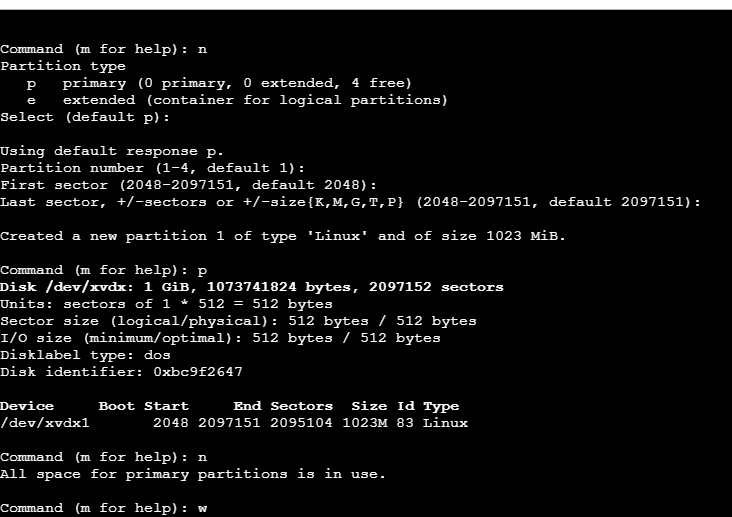 Command (m for help): n
Partition type
   p   primary (0 primary, 0 extended, 4 free)
   e   extended (container for logical partitions)
Select (default p):

Using default response p.
Partition number (1-4, default 1):
First sector (2048-2097151, default 2048):
Last sector, +/-sectors or +/-size{K,M,G,T,P} (2048-2097151, default 2097151):

Created a new partition 1 of type 'Linux' and of size 1023 MiB.

Command (m for help): p
Disk /dev/xvdx: 1 GiB, 1073741824 bytes, 2097152 sectors
Units: sectors of 1 * 512 = 512 bytes
Sector size (logical/physical): 512 bytes / 512 bytes
I/O size (minimum/optimal): 512 bytes / 512 bytes
Disklabel type: dos
Disk identifier: 0xbc9f2647

Device     Boot Start     End Sectors  Size Id Type
/dev/xvdx1       2048 2097151 2095104 1023M 83 Linux

Command (m for help): n
All space for primary partitions is in use.

Command (m for help): w